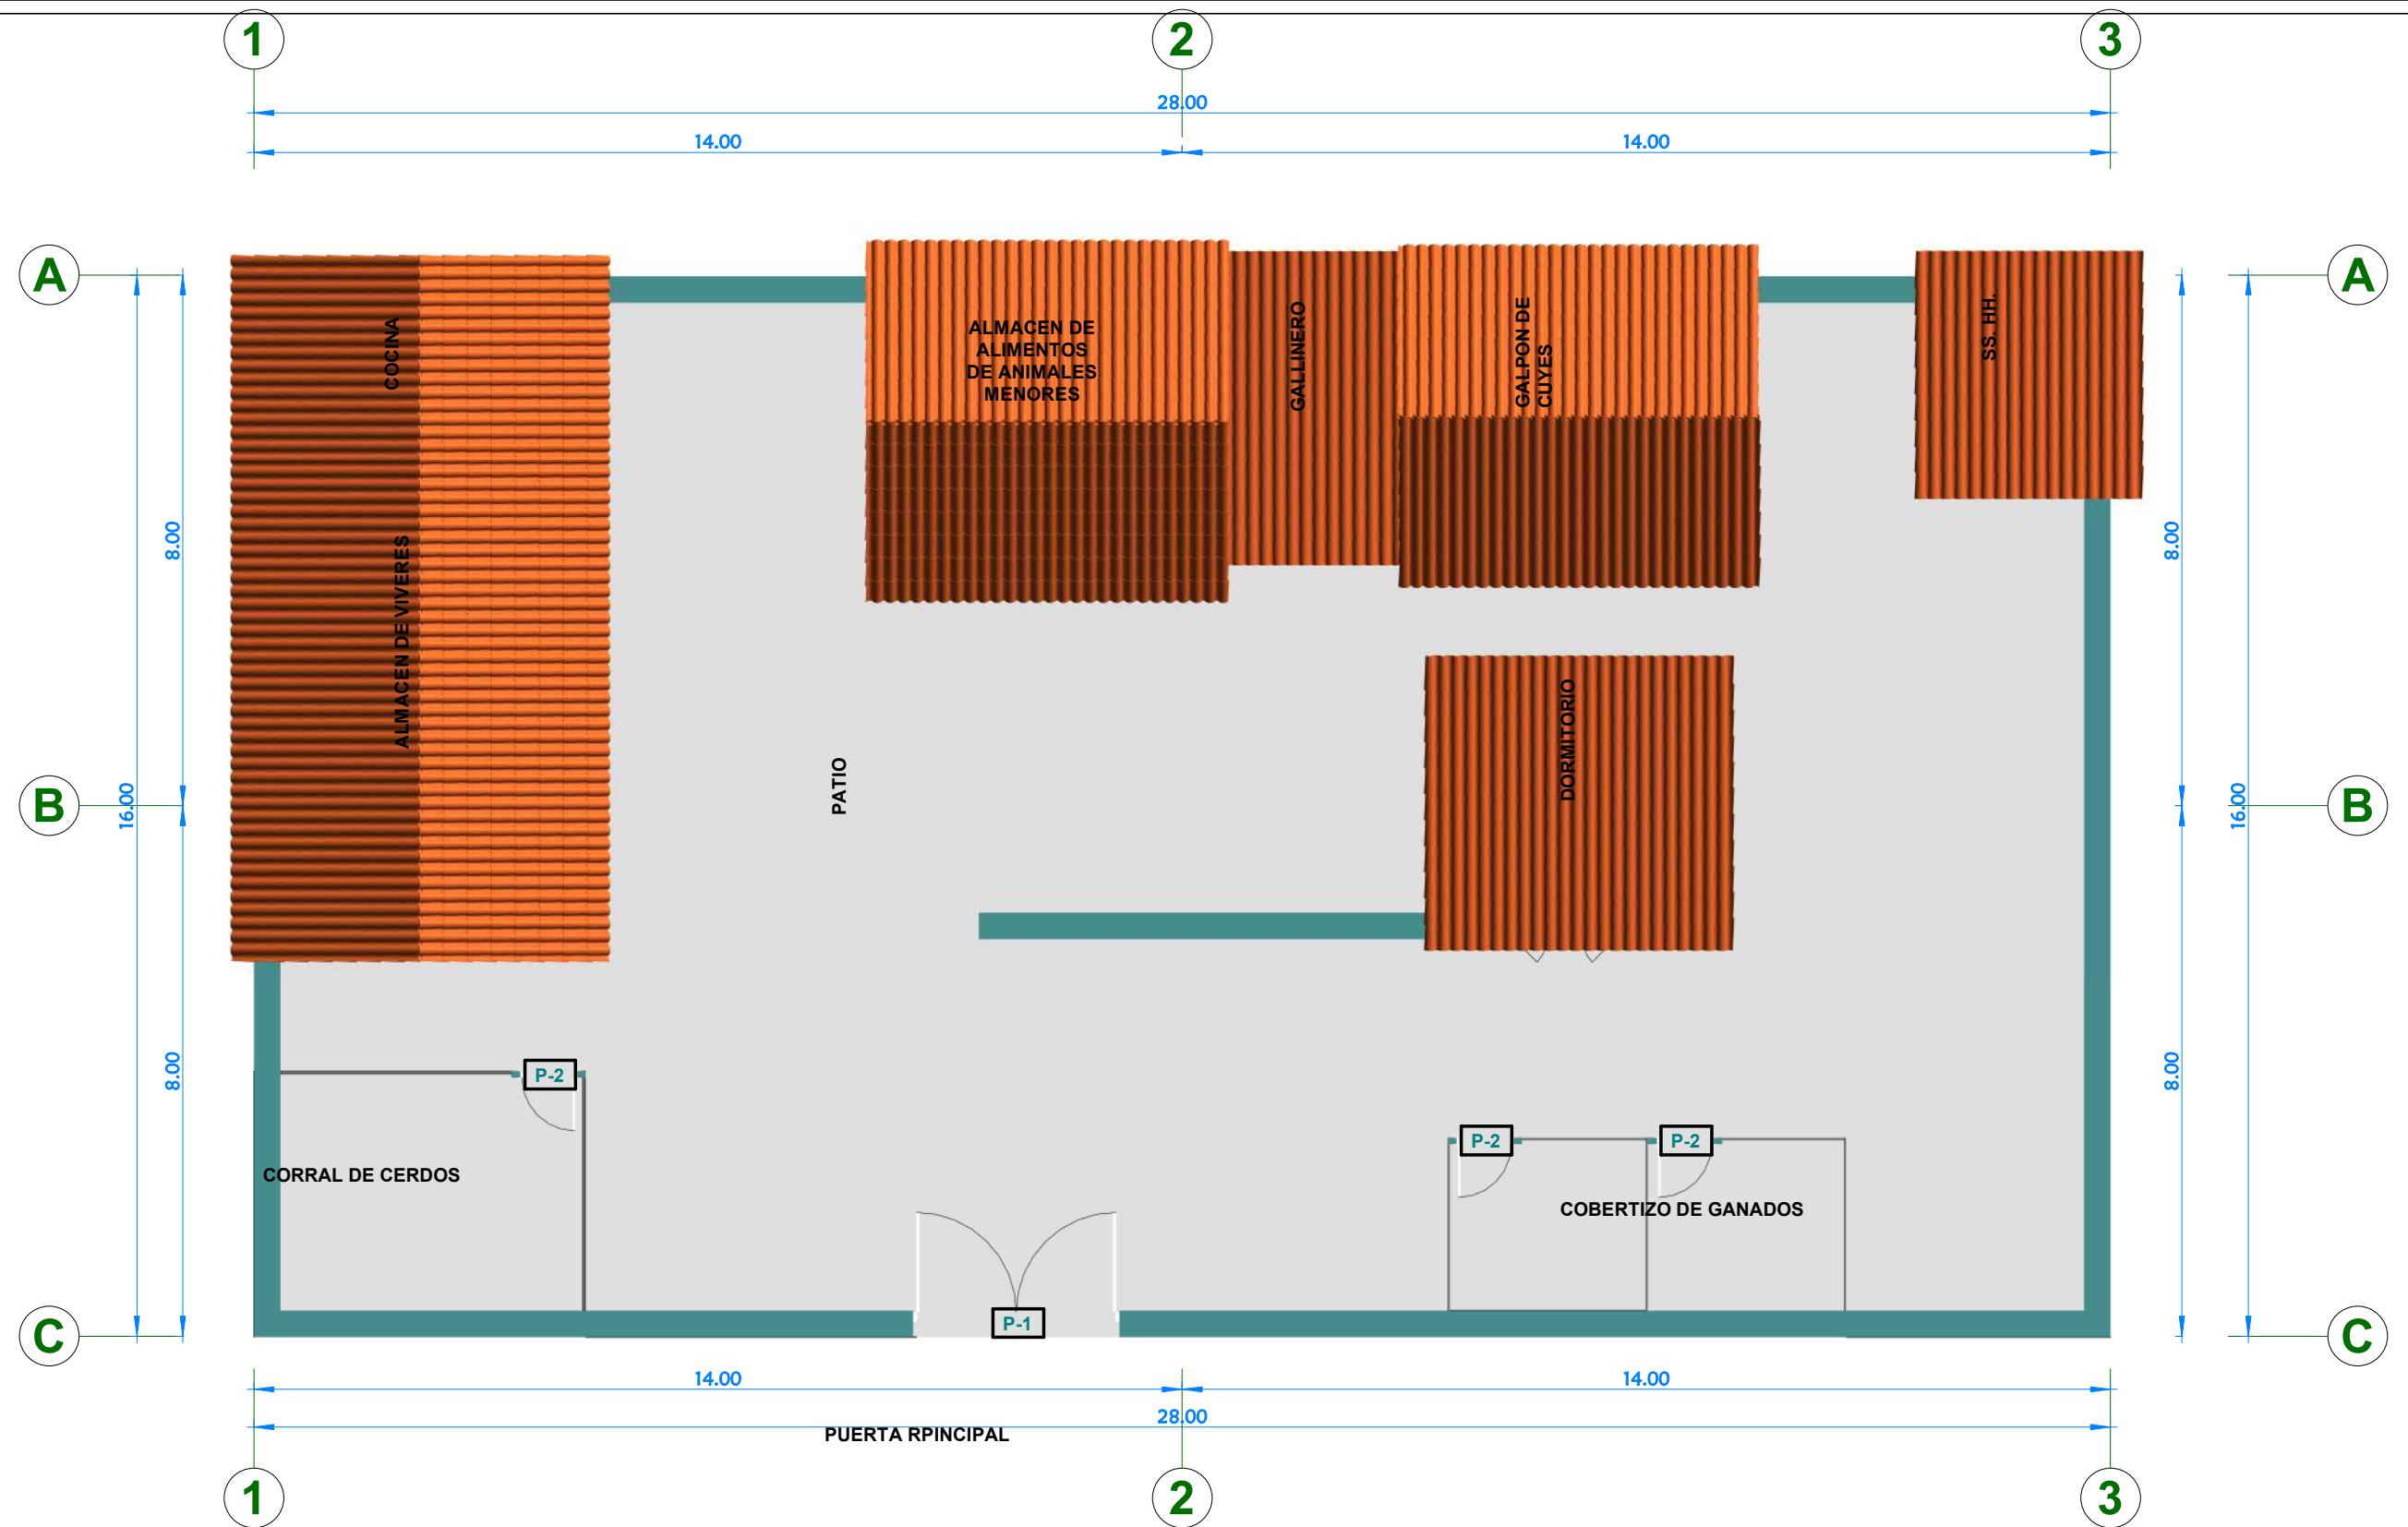 1
2
3
28.00
14.00
14.00
A
A
COCINA
ALMACEN DE
ALIMENTOS
DE ANIMALES
MENORES
GALLINERO
GALPON DE
CUYES
SS. HH.
8.00
8.00
ALMACEN DE VIVERES
DORMITORIO
PATIO
B
16.00
16.00
B
8.00
8.00
P-2
P-2
P-2
CORRAL DE CERDOS
COBERTIZO DE GANADOS
P-1
C
C
14.00
14.00
28.00
PUERTA RPINCIPAL
1
2
3